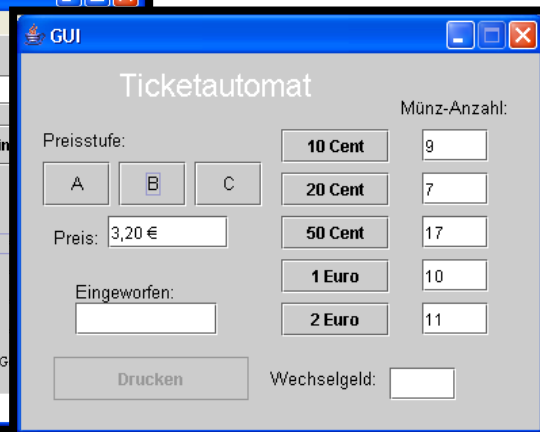 GUI
Ticketautomat
Münz-Anzahl:
Preisstufe:
A B C
Preis: 3,20 €
Eingeworfen:
Drucken
10 Cent 9
20 Cent 7
50 Cent 17
1 Euro 10
2 Euro 11
Wechselgeld:
in
G